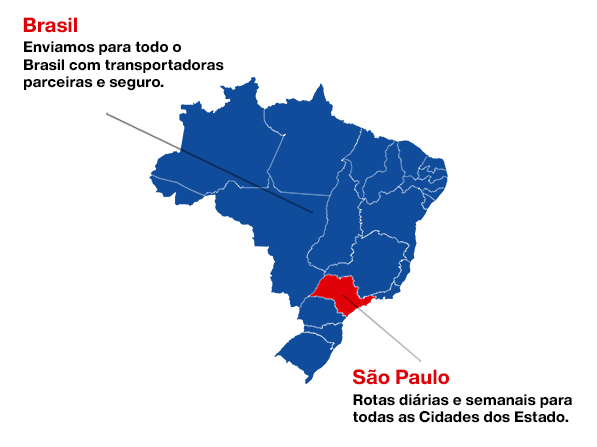 Brasil
Enviamos para todo o
Brasil com transportadoras
parceiras e seguro.
São Paulo
Rotas diárias e semanais para
todas as Cidades dos Estado.